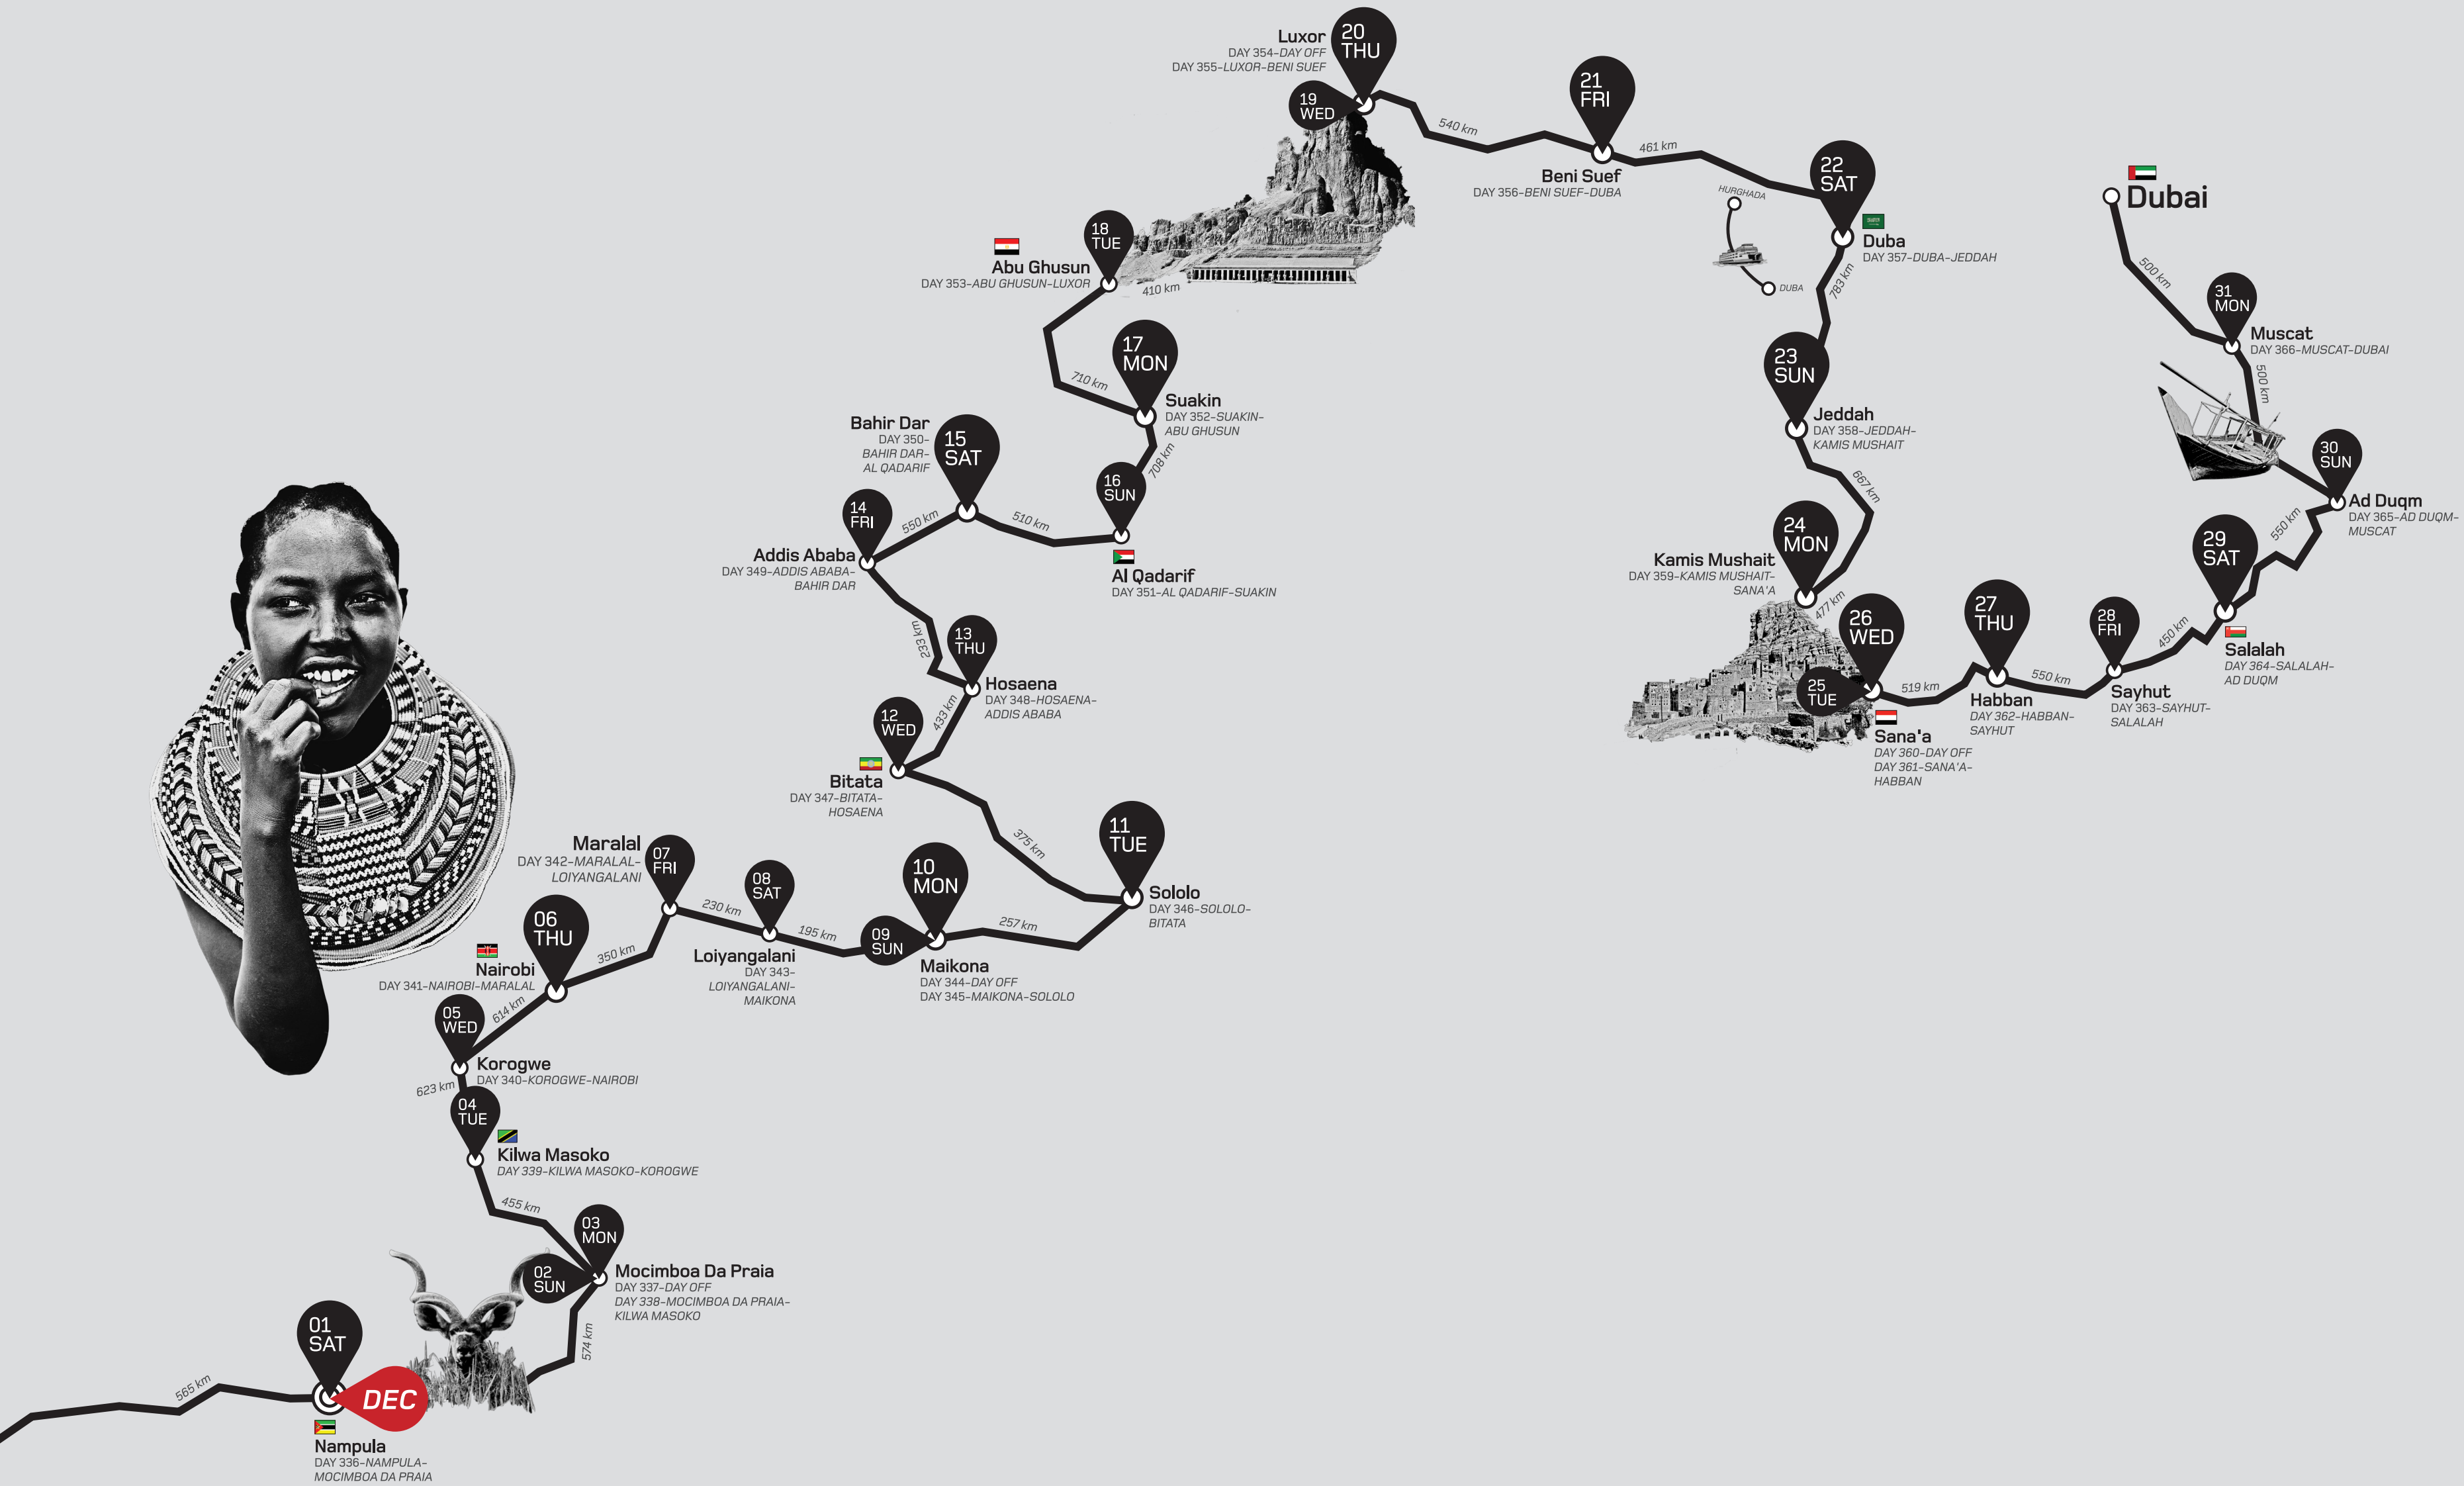 565 km
01
SAT
DEC
Nampula
DAY 336-NAMPULA-
MOCIMBOA DA PRAIA
574 km
02
SUN
03
MON
Mocimboa Da Praia
DAY 337-DAY OFF
DAY 338-MOCIMBOA DA PRAIA-
KILWA MASOKO
455 km
04
TUE
Kilwa Masoko
DAY 339-KILWA MASOKO-KOROGWE
623 km
05
WED
Korogwe
DAY 340-KOROGWE-NAIROBI
614 km
06
THU
Nairobi
DAY 341-NAIROBI-MARALAL
350 km
07
FRI
Maralal
DAY 342-MARALAL-
LOIYANGALANI
230 km
08
SAT
Loiyangalani
DAY 343-
LOIYANGALANI-
MAIKONA
195 km
09
SUN
10
MON
Maikona
DAY 344-DAY OFF
DAY 345-MAIKONA-SOLOLO
257 km
11
TUE
Sololo
DAY 346-SOLOLO-
BITATA
375 km
12
WED
Bitata
DAY 347-BITATA-
HOSAENA
433 km
13
THU
Hosaena
DAY 348-HOSAENA-
ADDIS ABABA
233 km
14
FRI
Addis Ababa
DAY 349-ADDIS ABABA-
BAHIR DAR
550 km
15
SAT
Bahir Dar
DAY 350-
BAHIR DAR-
AL QADARIF
510 km
16
SUN
Al Qadarif
DAY 351-AL QADARIF-SUAKIN
708 km
17
MON
Suakin
DAY 352-SUAKIN-
ABU GHUSUN
710 km
18
TUE
Abu Ghusun
DAY 353-ABU GHUSUN-LUXOR
410 km
19
WED
20
THU
Luxor
DAY 354-DAY OFF
DAY 355-LUXOR-BENI SUEF
540 km
21
FRI
Beni Suef
DAY 356-BENI SUEF-DUBA
461 km
HURGHADA
DUBA
22
SAT
Duba
DAY 357-DUBA-JEDDAH
783 km
23
SUN
Jeddah
DAY 358-JEDDAH-
KAMIS MUSHAIT
667 km
24
MON
Kamis Mushait
DAY 359-KAMIS MUSHAIT-
SANA'A
477 km
25
TUE
26
WED
Sana'a
DAY 360-DAY OFF
DAY 361-SANA'A-
HABBAN
519 km
27
THU
Habban
DAY 362-HABBAN-
SAYHUT
550 km
28
FRI
Sayhut
DAY 363-SAYHUT-
SALALAH
450 km
29
SAT
Salalah
DAY 364-SALALAH-
AD DUQM
550 km
30
SUN
Ad Duqm
DAY 365-AD DUQM-
MUSCAT
500 km
31
MON
Muscat
DAY 366-MUSCAT-DUBAI
500 km
Dubai